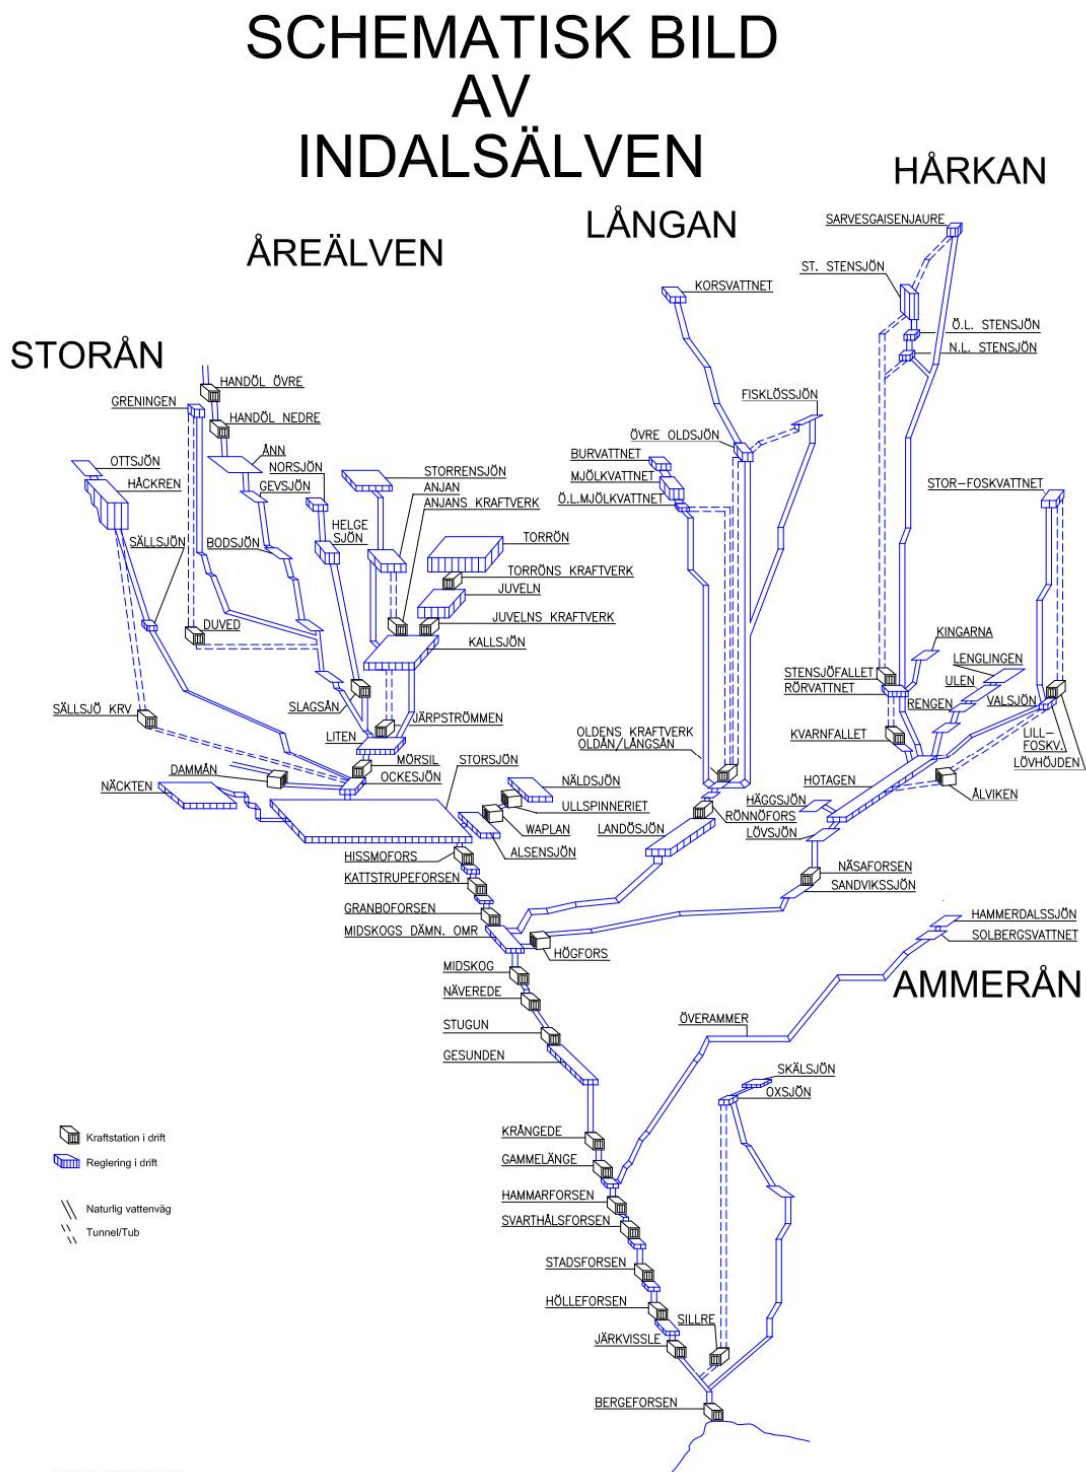 SCHEMATISK BILD
AV
INDALSÄLVEN
HÅRKAN
LÅNGAN
ÅREÄLVEN
STORÅN
AMMERÅN
SARVESGAISENJAURE
ST. STENSJÖN
Ö.L. STENSJÖN
N.L. STENSJÖN
KORSVATTNET
FISKLÖSSJÖN
ÖVRE OLDSJÖN
BURVATTNET
MJÖLKVATTNET
Ö.L.MJÖLKVATTNET
STOR-FOSKVATTNET
HANDÖL ÖVRE
GRENINGEN
HANDÖL NEDRE
OTTSJÖN
HÅCKREN
ÅNN
NORSJÖN
GEVSJÖN
STORRENSJÖN
ANJAN
ANJANS KRAFTVERK
HELGE
SJÖN
SÄLLSJÖN
BODSJÖN
TORRÖN
TORRÖNS KRAFTVERK
JUVELN
DUVED
JUVELNS KRAFTVERK
KALLSJÖN
KINGARNA
LENGLINGEN
STENSJÖFALLET
ULEN
RÖRVATTNET
RENGEN
VALSJÖN
SÄLLSJÖ KRV
SLAGSÅN
JÄRPSTRÖMMEN
LITEN
OLDENS KRAFTVERK
OLDÅN/LÅNGSÅN
KVARNFALLET
LILL-
FOSKV.
LÖVHÖJDEN
MÖRSIL
STORSJÖN
DAMMÅN
OCKESJÖN
NÄCKTEN
NÄLDSJÖN
ULLSPINNERIET
WAPLAN
ALSENSJÖN
HOTAGEN
ÅLVIKEN
HÄGGSJÖN
RÖNNÖFORS
LANDÖSJÖN
LÖVSJÖN
HISSMOFORS
KATTSTRUPEFORSEN
NÄSAFORSEN
SANDVIKSSJÖN
GRANBOFORSEN
MIDSKOGS DÄMN. OMR
HÖGFORS
HAMMERDALSSJÖN
SOLBERGSVATTNET
MIDSKOG
NÄVEREDE
STUGUN
GESUNDEN
ÖVERAMMER
SKÄLSJÖN
OXSJÖN
KRÅNGEDE
GAMMELÄNGE
HAMMARFORSEN
SVARTHÅLSFORSEN
STADSFORSEN
HÖLLEFORSEN
SILLRE
JÄRKVISSLE
BERGEFORSEN
Kraftstation i drift
Reglering i drift
Naturlig vattenväg
Tunnel/Tub